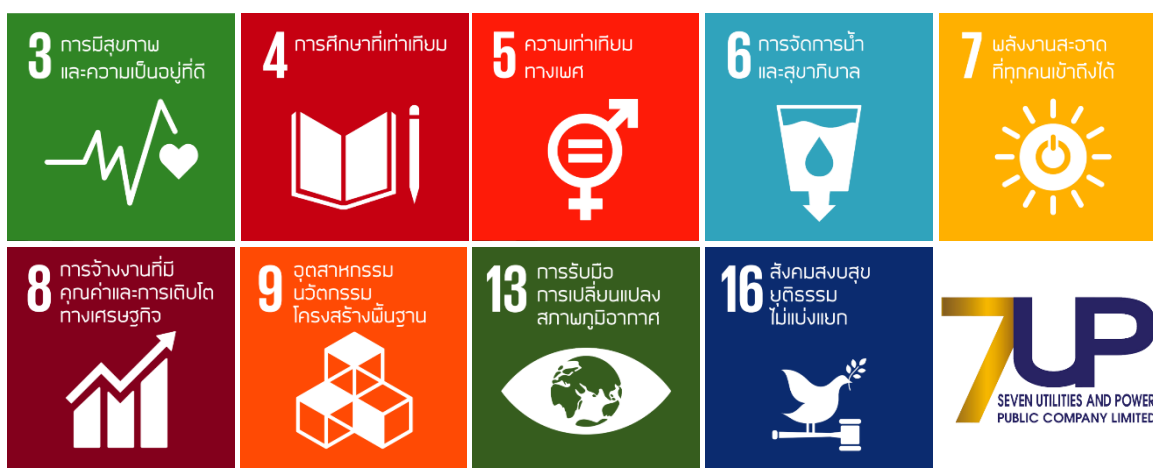 3 การมีสุขภาพ
และความเป็นอยู่ที่ดี
4 การศึกษาที่เท่าเทียม
5 ความเท่าเทียม
ทางเพศ
6 การจัดการน้ำ
และสุขาภิบาล
7 พลังงานสะอาด
ที่ทุกคนเข้าถึงได้
8 การจ้างงานที่มี
คุณค่าและการเติบโต
ทางเศรษฐกิจ
9 อุตสาหกรรม
นวัตกรรม
โครงสร้างพื้นฐาน
13 การรับมือ
การเปลี่ยนแปลง
สภาพภูมิอากาศ
16 สังคมสงบสุข
ยุติธรรม
ไม่แบ่งแยก
7UP
SEVEN UTILITIES AND POWER
PUBLIC COMPANY LIMITED